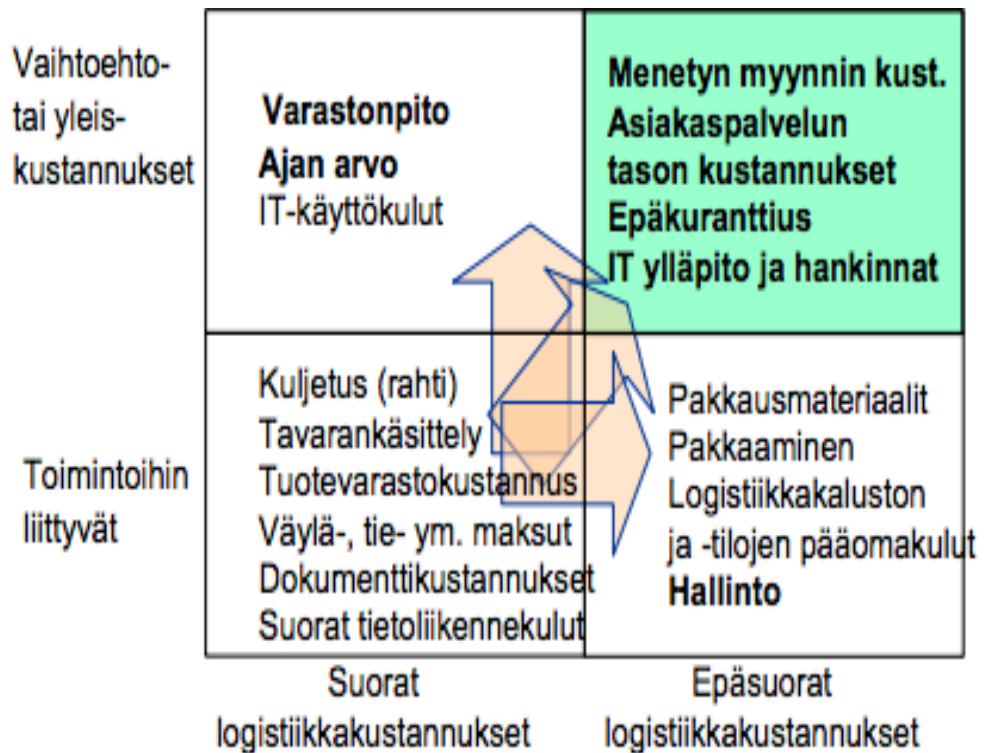 Vaihtoehto-
tai yleis-
kustannukset
Varastonpito
Ajan arvo
IT-käyttökulut
Menetyn myynnin kust.
Asiakaspalvelun
tason kustannukset
Epäkuranttius
IT ylläpito ja hankinnat
Toimintoihin
liittyvät
Kuljetus (rahti)
Tavarankäsittely
Tuotevarastokustannus
Väylä-, tie- ym. maksut
Dokumenttikustannukset
Suorat tietoliikennekulut
Pakkausmateriaalit
Pakkaaminen
Logistiikkakaluston
ja -tilojen pääomakulut
Hallinto
Suorat
logistiikkakustannukset
Epäsuorat
logistiikkakustannukset